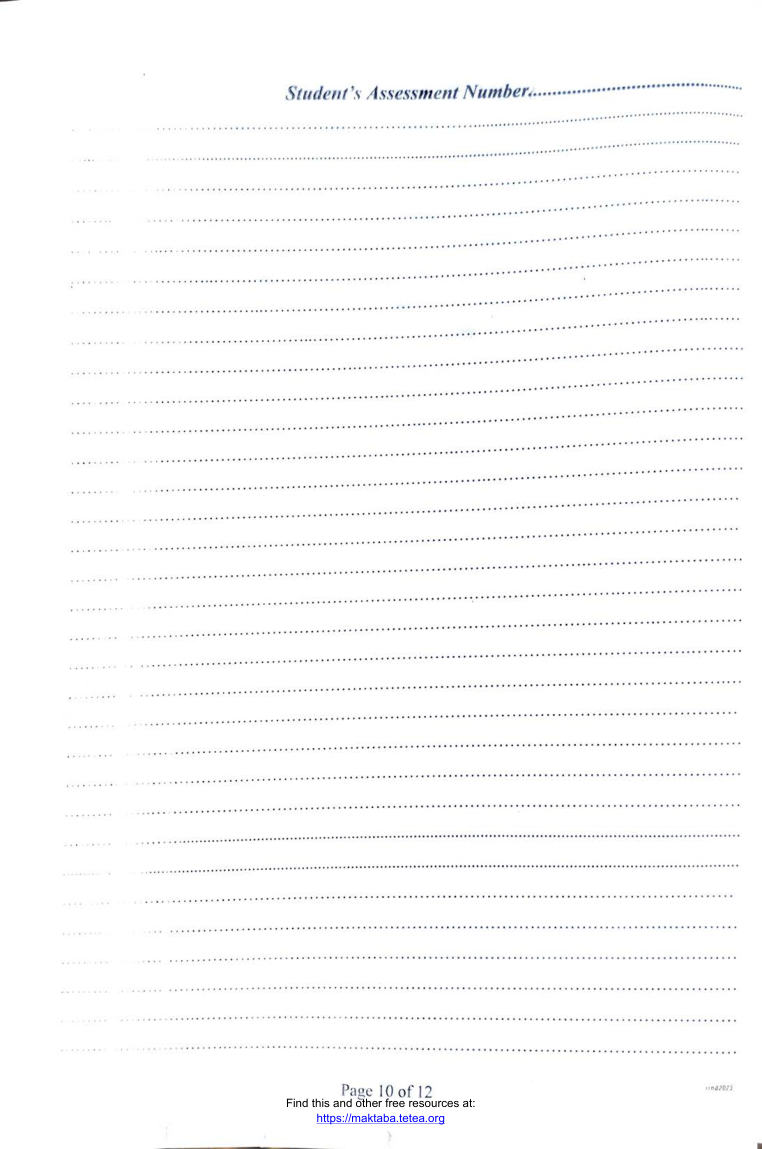 Student's Assessment Number..........................................
Page 10 of 12
Find this and other free resources at:
https://maktaba.tetea.org